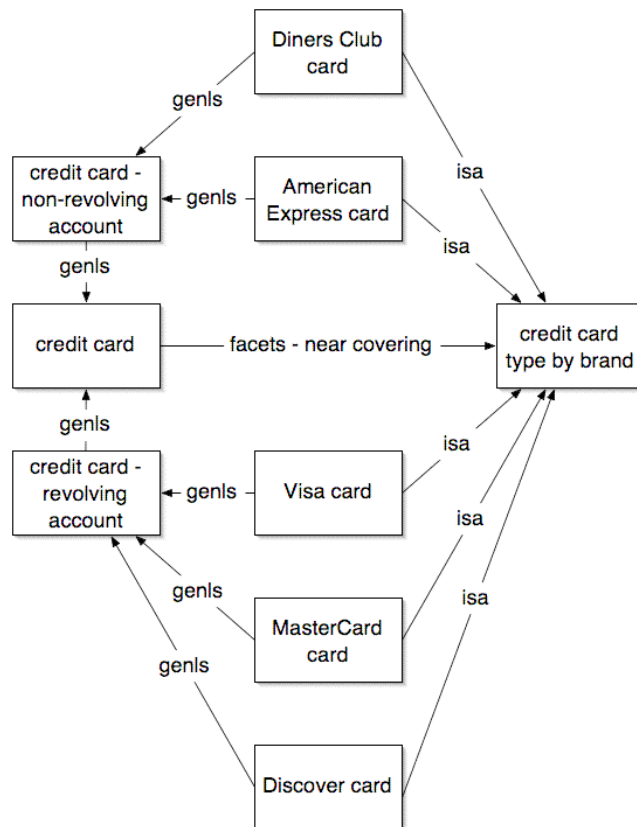 Diners Club
card
genls
credit card -
non-revolving
account
genls
American
Express card
isa
isa
genls
credit card
facets - near covering
credit card
type by brand
genls
credit card -
revolving
account
genls
Visa card
isa
isa
genls
MasterCard
card
isa
genls
Discover card